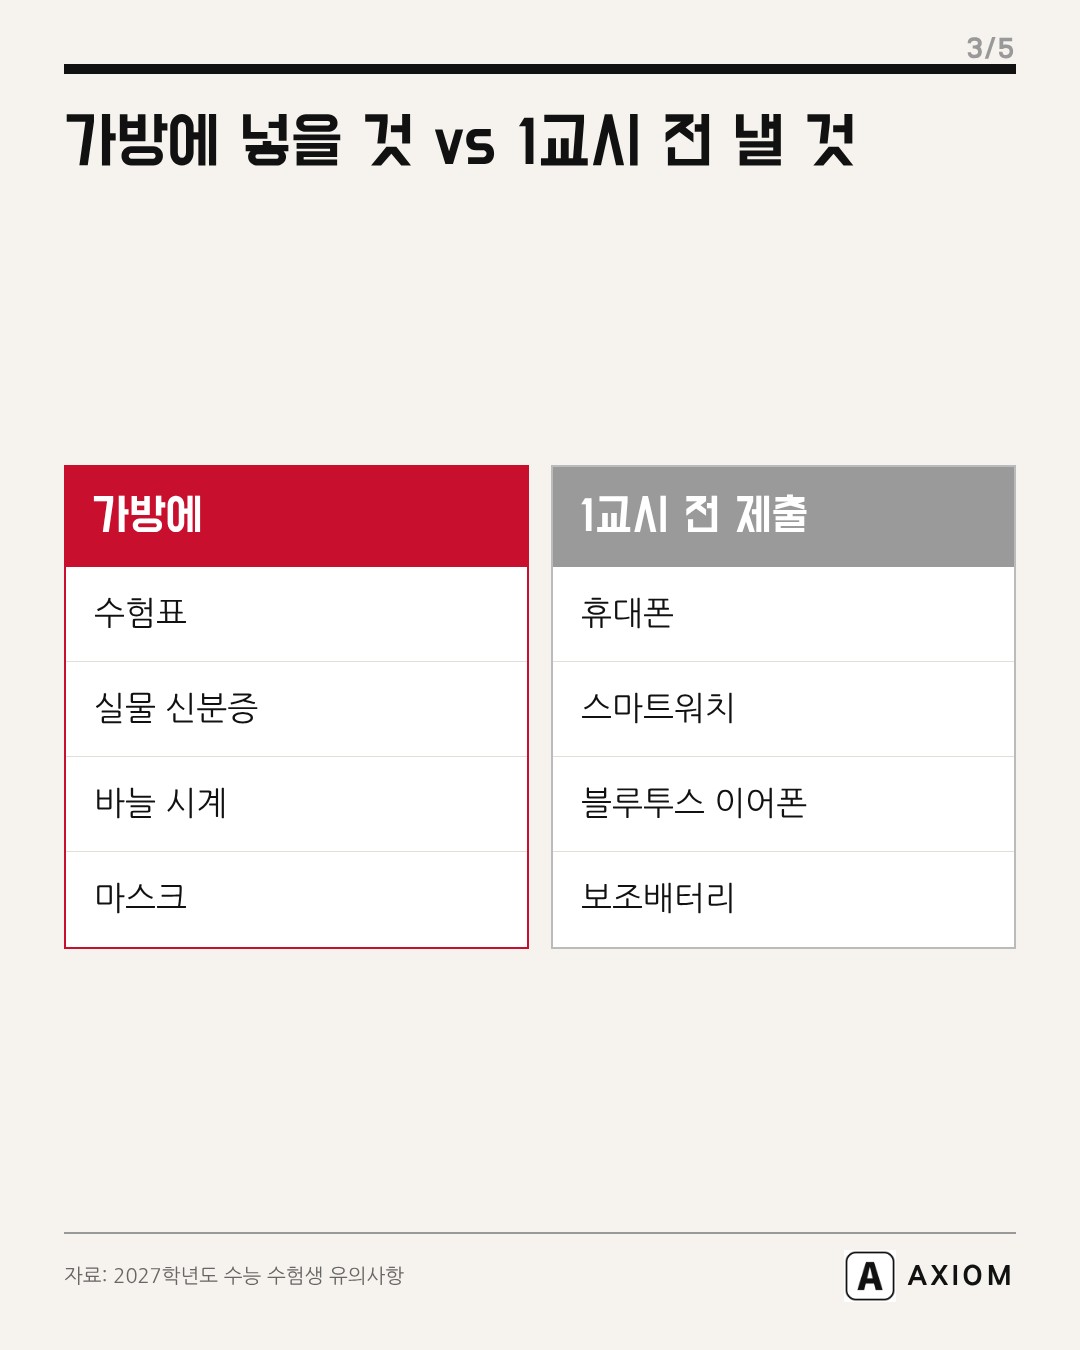 3/5
가방에 넣을 것 vs 1교시 전 낼 것
가방에
수험표
실물 신분증
바늘 시계
마스크
1교시 전 제출
휴대폰
스마트워치
블루투스 이어폰
보조배터리
자료: 2027학년도 수능 수험생 유의사항
A AXIOM